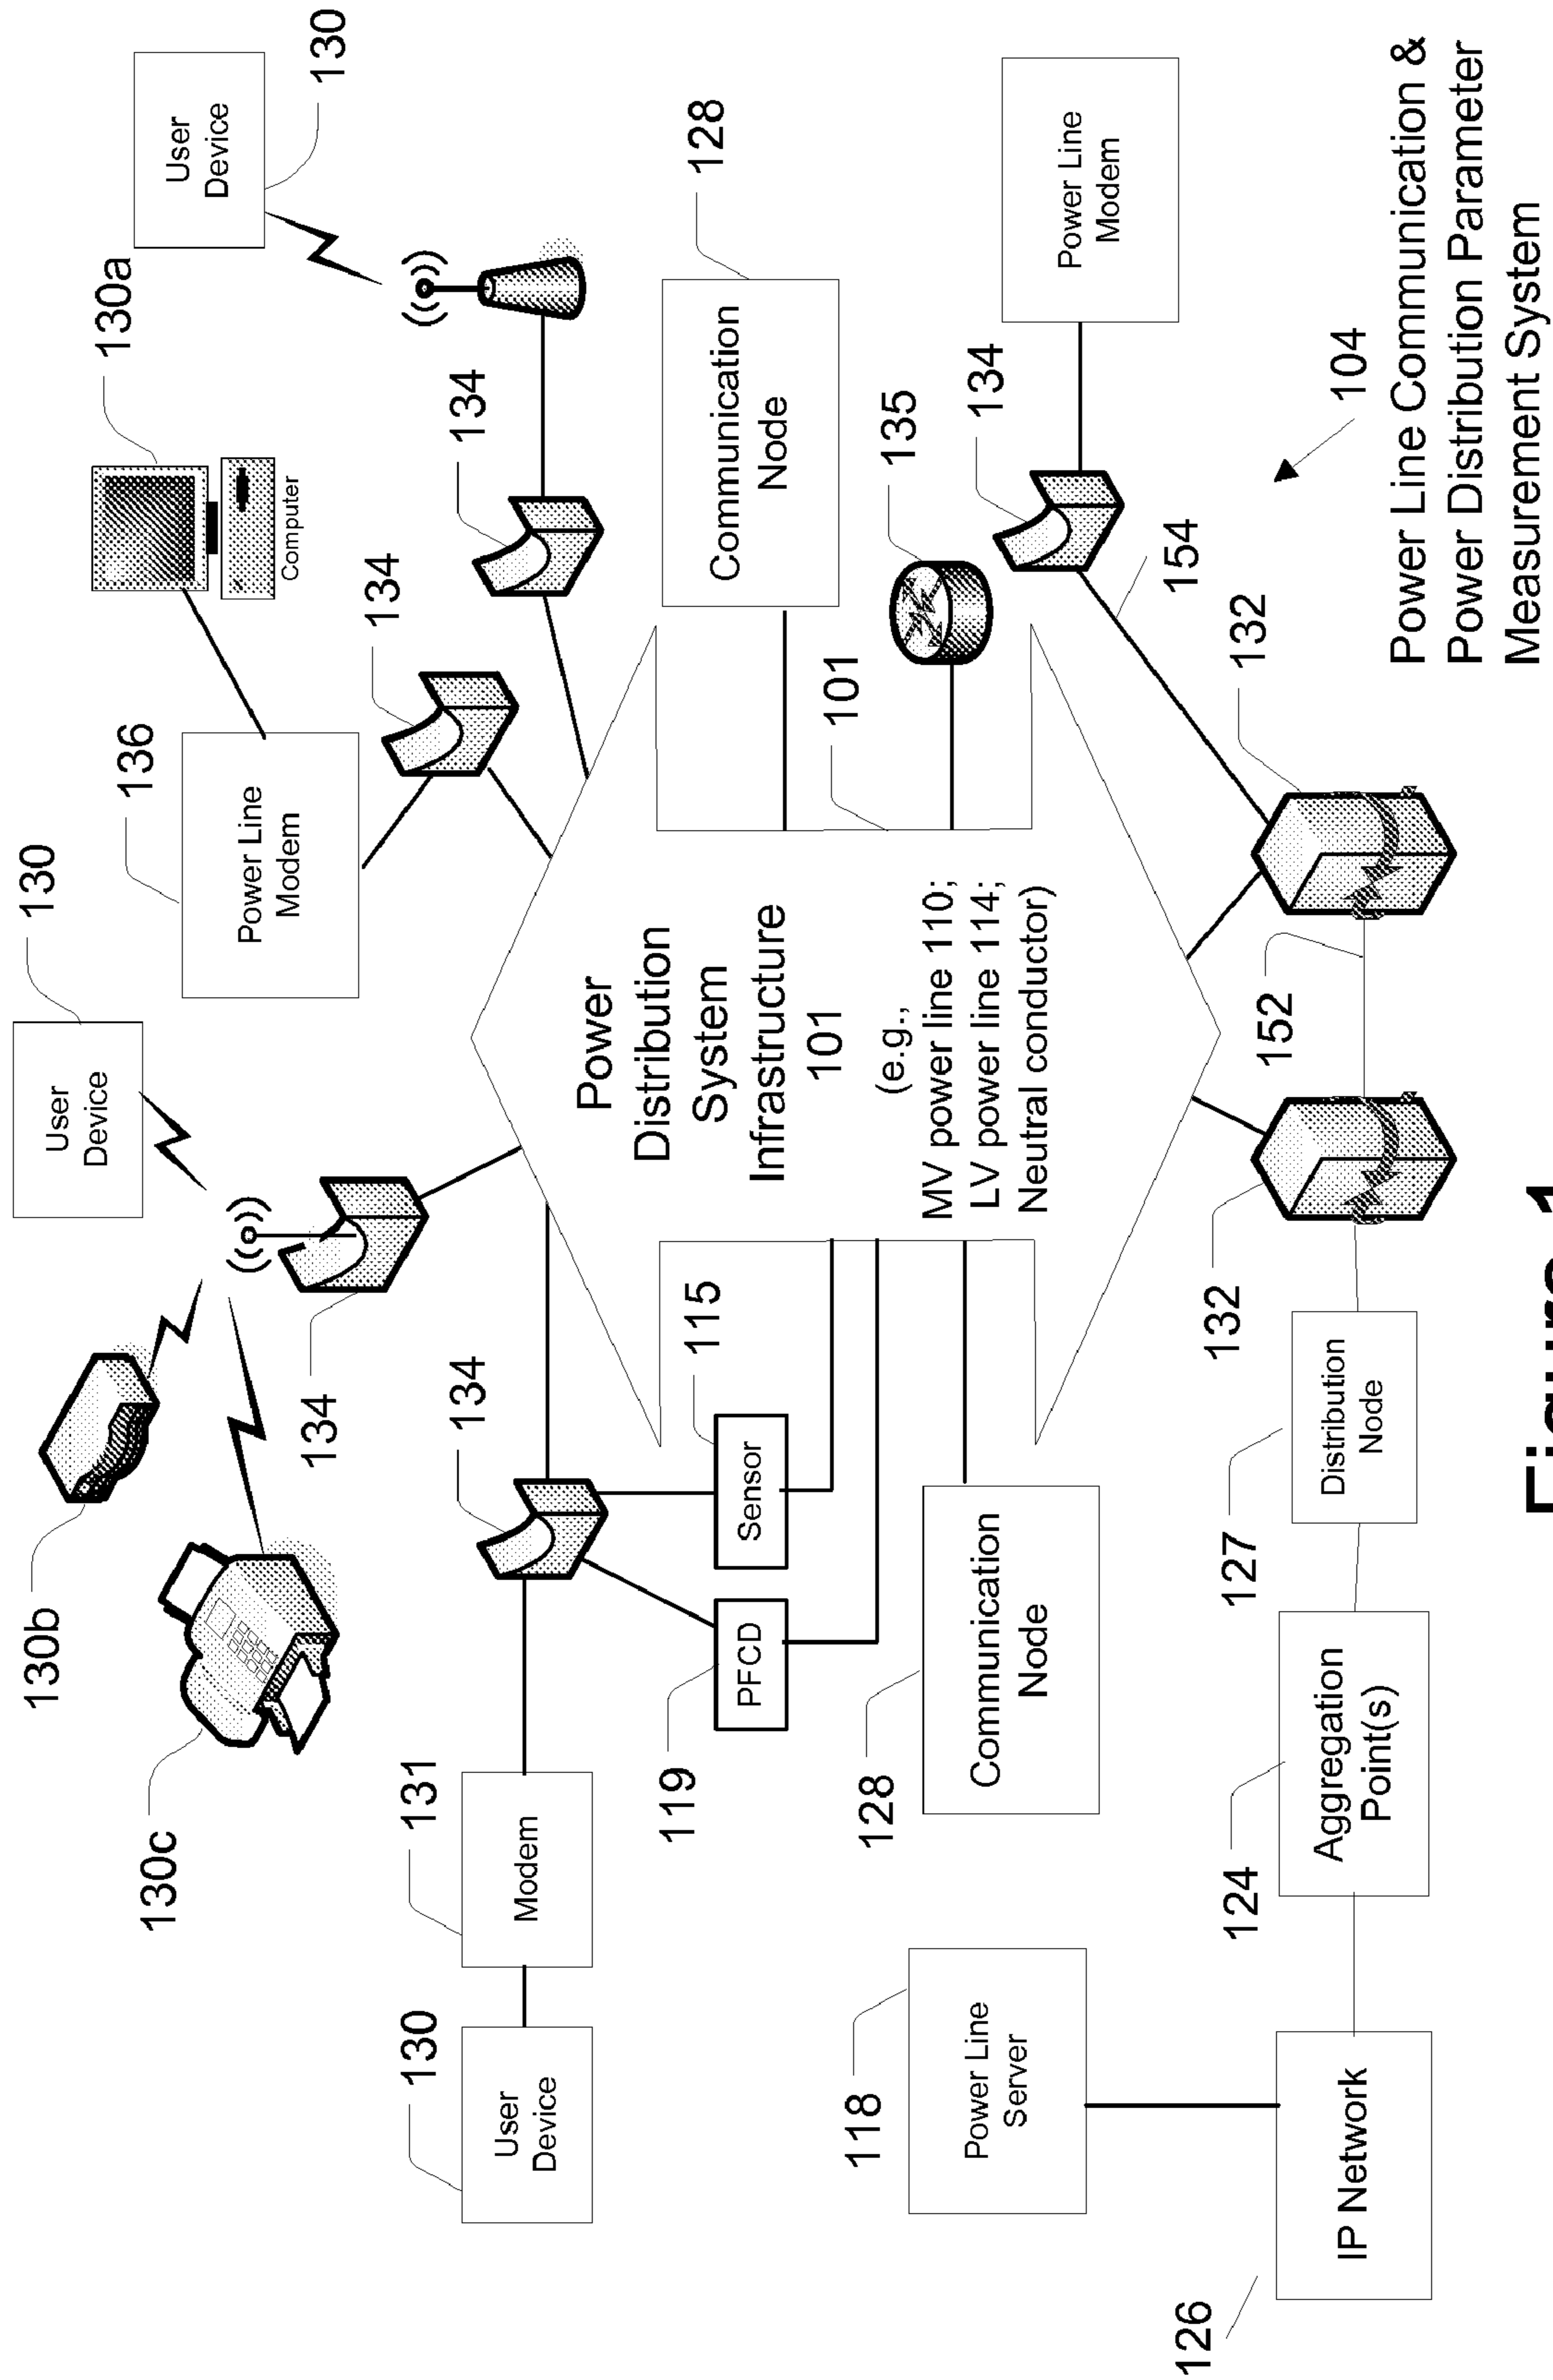 130b
130c
130
User
Device
130
User
Device
131
Modem
134
134
136
Power Line
Modem
134
130a
Computer
134
130
User
Device
119
PFCD
115
Sensor
Power
Distribution
System
Infrastructure
101
(e.g.,
MV power line 110;
LV power line 114;
Neutral conductor)
128
Communication
Node
128
Communication
Node
101
135
134
Power Line
Modem
154
118
Power Line
Server
126
IP Network
124
Aggregation
Point(s)
127
Distribution
Node
132
152
132
104
Power Line Communication &
Power Distribution Parameter
Measurement System
Figure 1